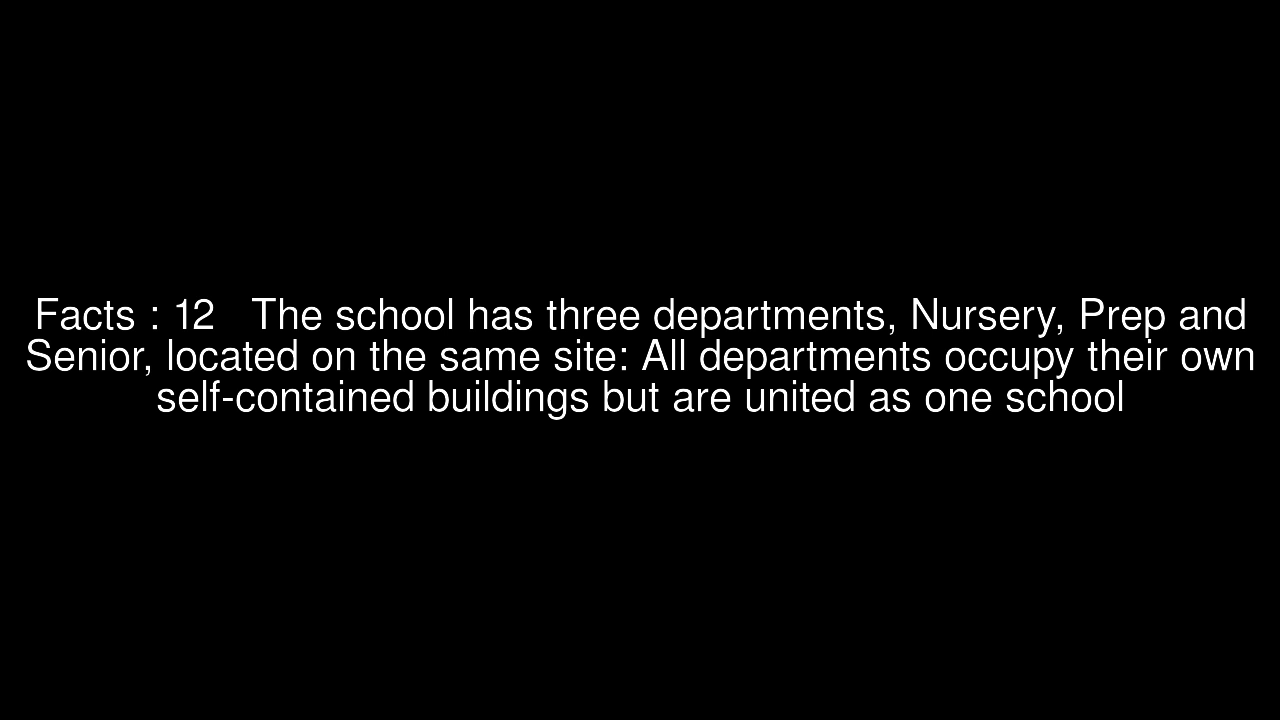 Facts : 12   The school has three departments, Nursery, Prep and
Senior, located on the same site: All departments occupy their own
self-contained buildings but are united as one school